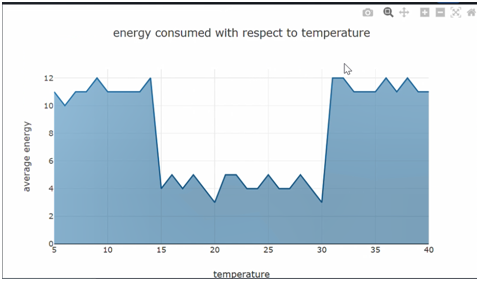 energy consumed with respect to temperature
12
10
8
6
4
2
0
average energy
5 10 15 20 25 30 35 40
temperature